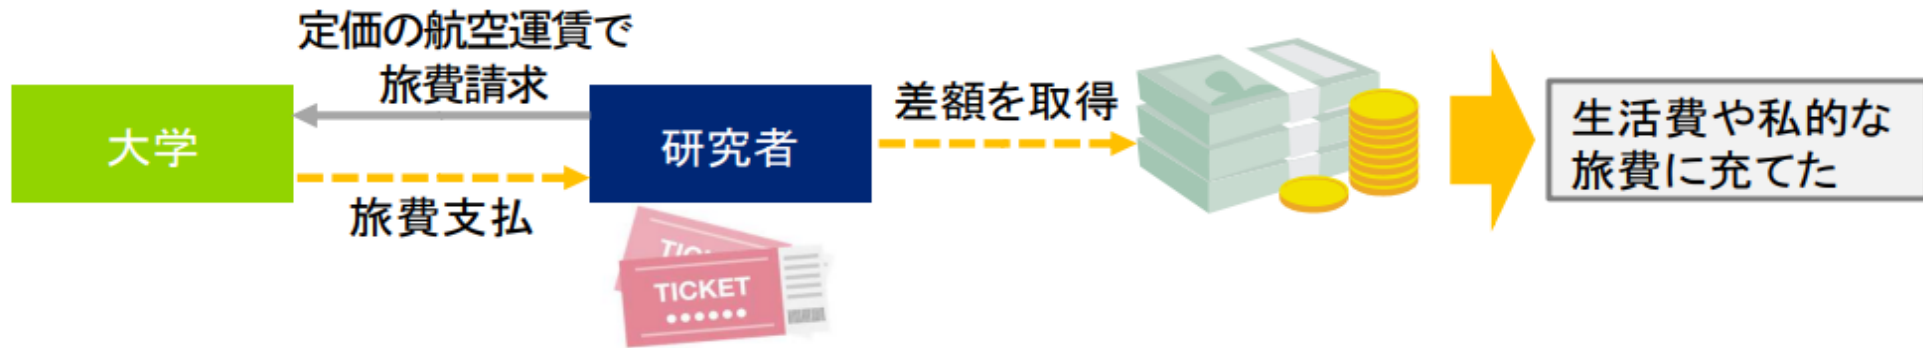 定価の航空運賃で
旅費請求
大学
研究者
旅費支払
差額を取得
生活費や私的な
旅費に充てた
TICKET